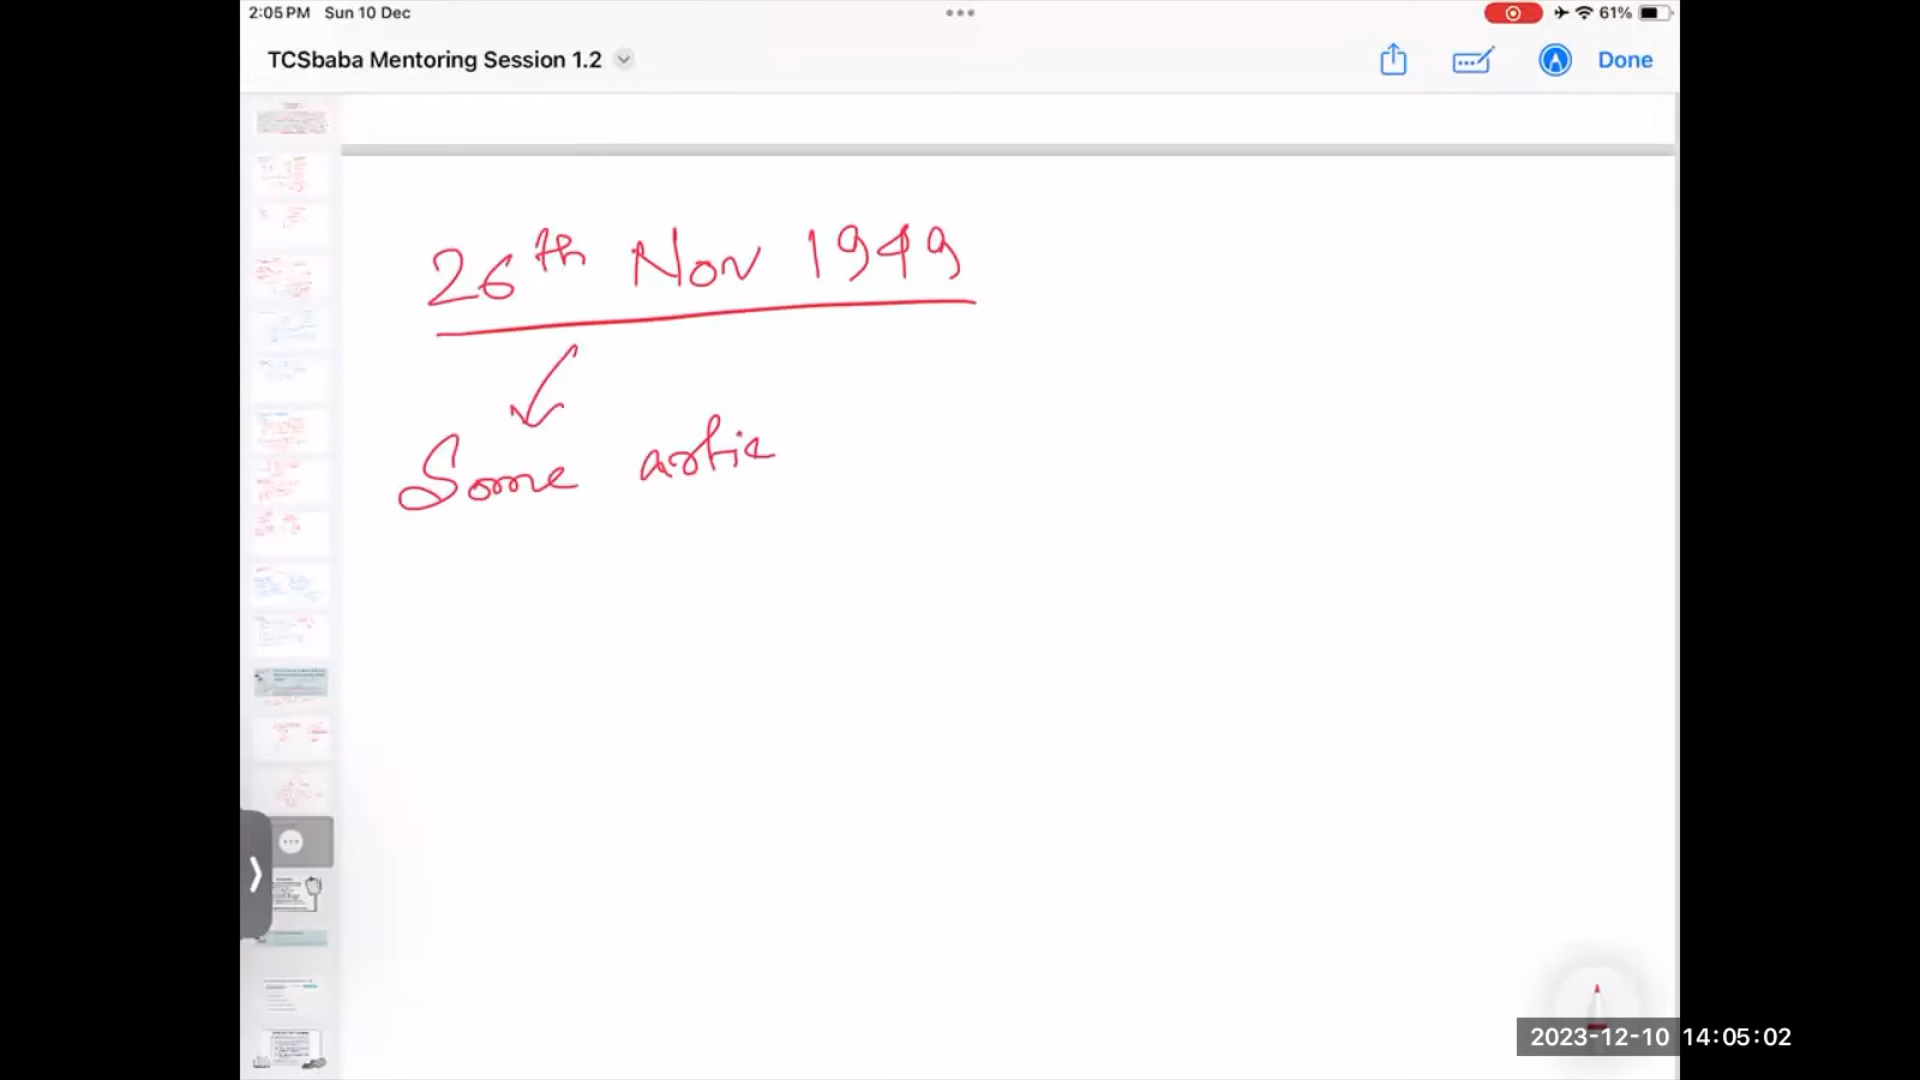 2:05 PM Sun 10 Dec
61%
TCSbaba Mentoring Session 1.2
Done
26th Nov 1949
Some artic
2023-12-10 14:05:02